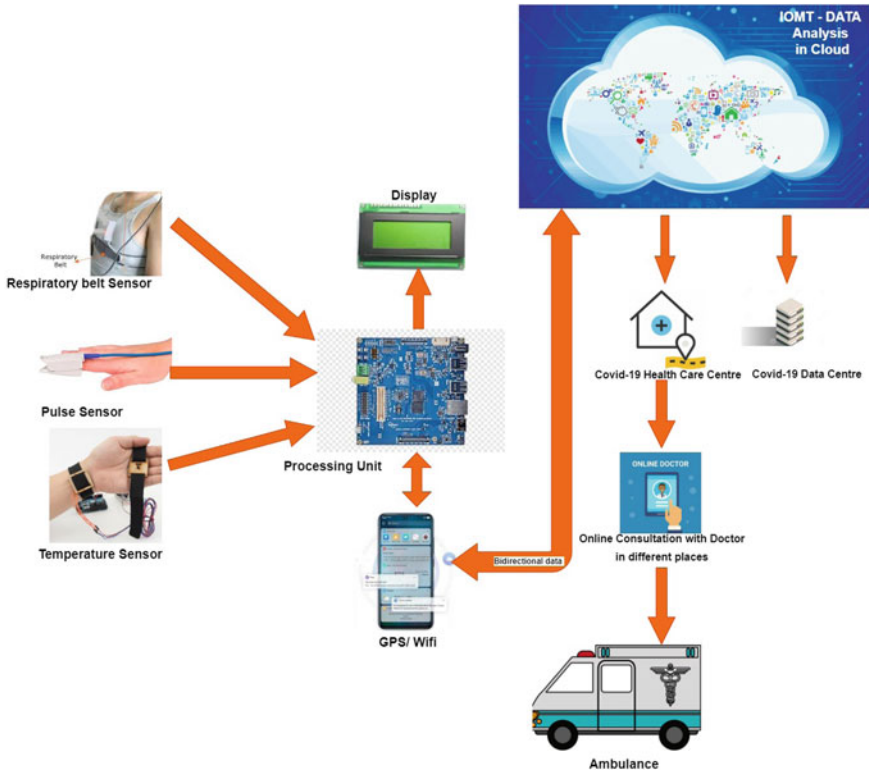 IOMT - DATA
Analysis
in Cloud
Display
Respiratory
Belt
Respiratory belt Sensor
Pulse Sensor
Temperature Sensor
Processing Unit
GPS/ Wifi
Bidirectional data
Covid-19 Health Care Centre
Covid-19 Data Centre
ONLINE DOCTOR
Online Consultation with Doctor
in different places
Ambulance